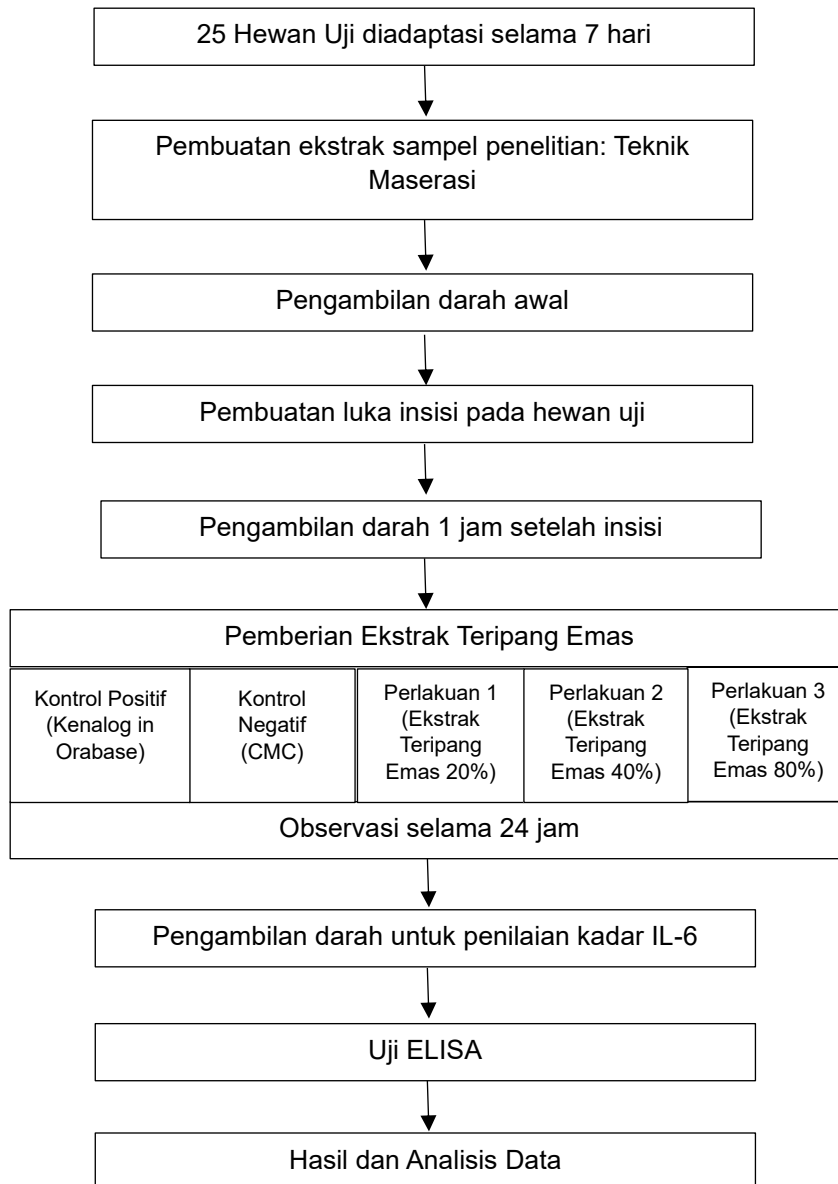 25 Hewan Uji diadaptasi selama 7 hari
Pembuatan ekstrak sampel penelitian: Teknik
Maserasi
Pengambilan darah awal
Pembuatan luka insisi pada hewan uji
Pengambilan darah 1 jam setelah insisi
Pemberian Ekstrak Teripang Emas
Kontrol Positif
(Kenalog in
Orabase)
Kontrol
Negatif
(CMC)
Perlakuan 1
(Ekstrak
Teripang
Emas 20%)
Perlakuan 2
(Ekstrak
Teripang
Emas 40%)
Perlakuan 3
(Ekstrak
Teripang
Emas 80%)
Observasi selama 24 jam
Pengambilan darah untuk penilaian kadar IL-6
Uji ELISA
Hasil dan Analisis Data